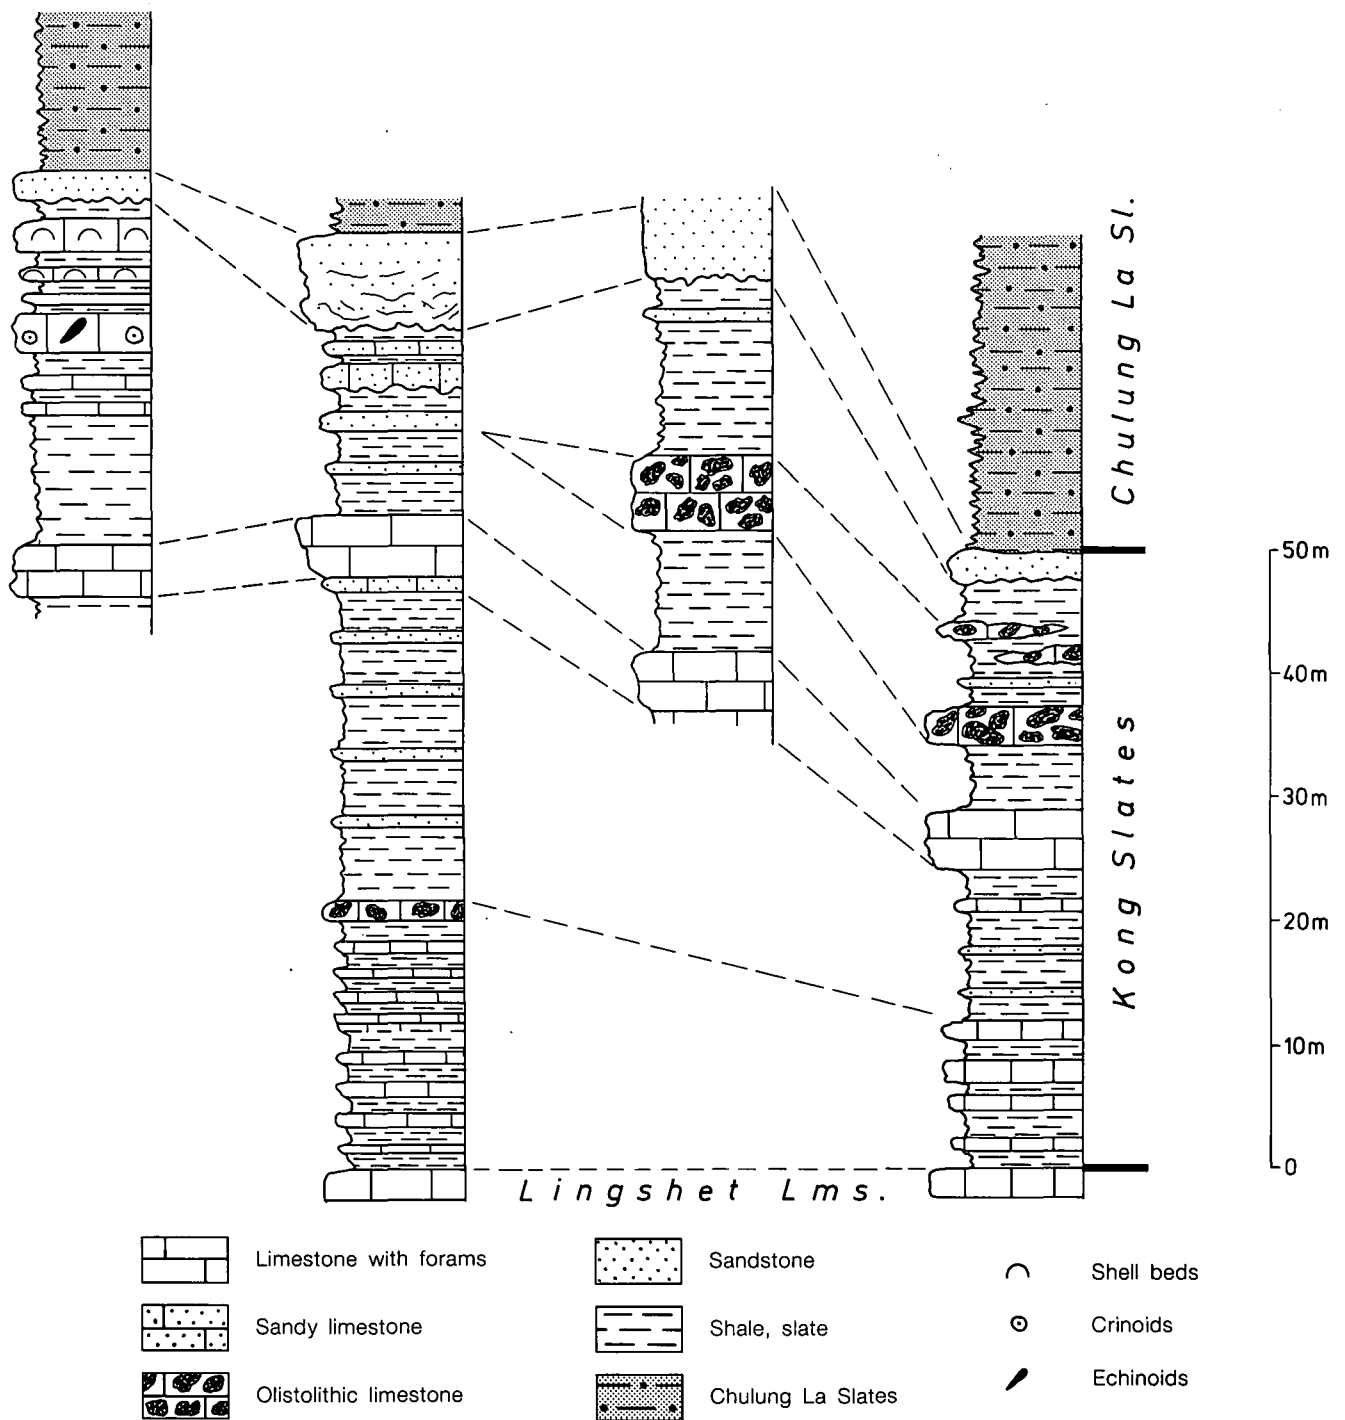 Chulung La Sl.
Kong Slates
50m
40m
30m
20m
10m
0
Lingshet Lms.
Limestone with forams
Sandy limestone
Olistolithic limestone
Sandstone
Shale, slate
Chulung La Slates
Shell beds
Crinoids
Echinoids